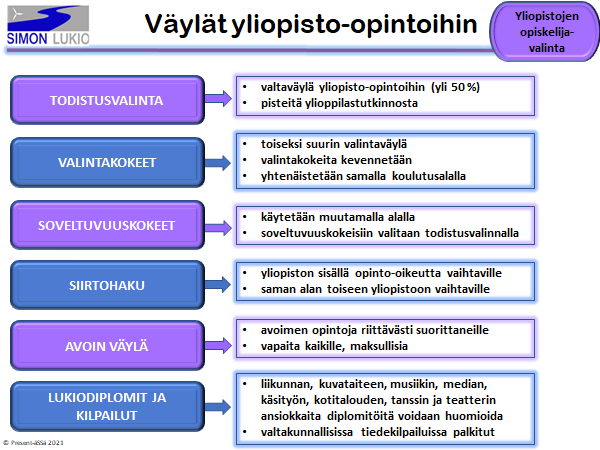 SIMON LUKIO
Väylät yliopisto-opintoihin
Yliopistojen
opiskelija-
valinta
TODISTUSVALINTA
• valtaväylä yliopisto-opintoihin (yli 50 %)
• pisteitä ylioppilastutkinnosta
VALINTAKOKEET
• toiseksi suurin valintaväylä
• valintakokeita kevennetään
• yhtenäistetään samalla koulutusalalla
SOVELTUVUUSKOKEET
• käytetään muutamalla alalla
• soveltuvuuskokeisiin valitaan todistusvalinnalla
SIIRTOHAKU
• yliopiston sisällä opinto-oikeutta vaihtaville
• saman alan toiseen yliopistoon vaihtaville
AVOIN VÄYLÄ
• avoimen opintoja riittävästi suorittaneille
• vapaita kaikille, maksullisia
LUKIODIPLOMIT JA
KILPAILUT
• liikunnan, kuvataiteen, musiikin, median,
käsityön, kotitalouden, tanssin ja teatterin
ansiokkaita diplomitöitä voidaan huomioida
• valtakunnallisissa tiedekilpailuissa palkitut
© Present-ässä 2021